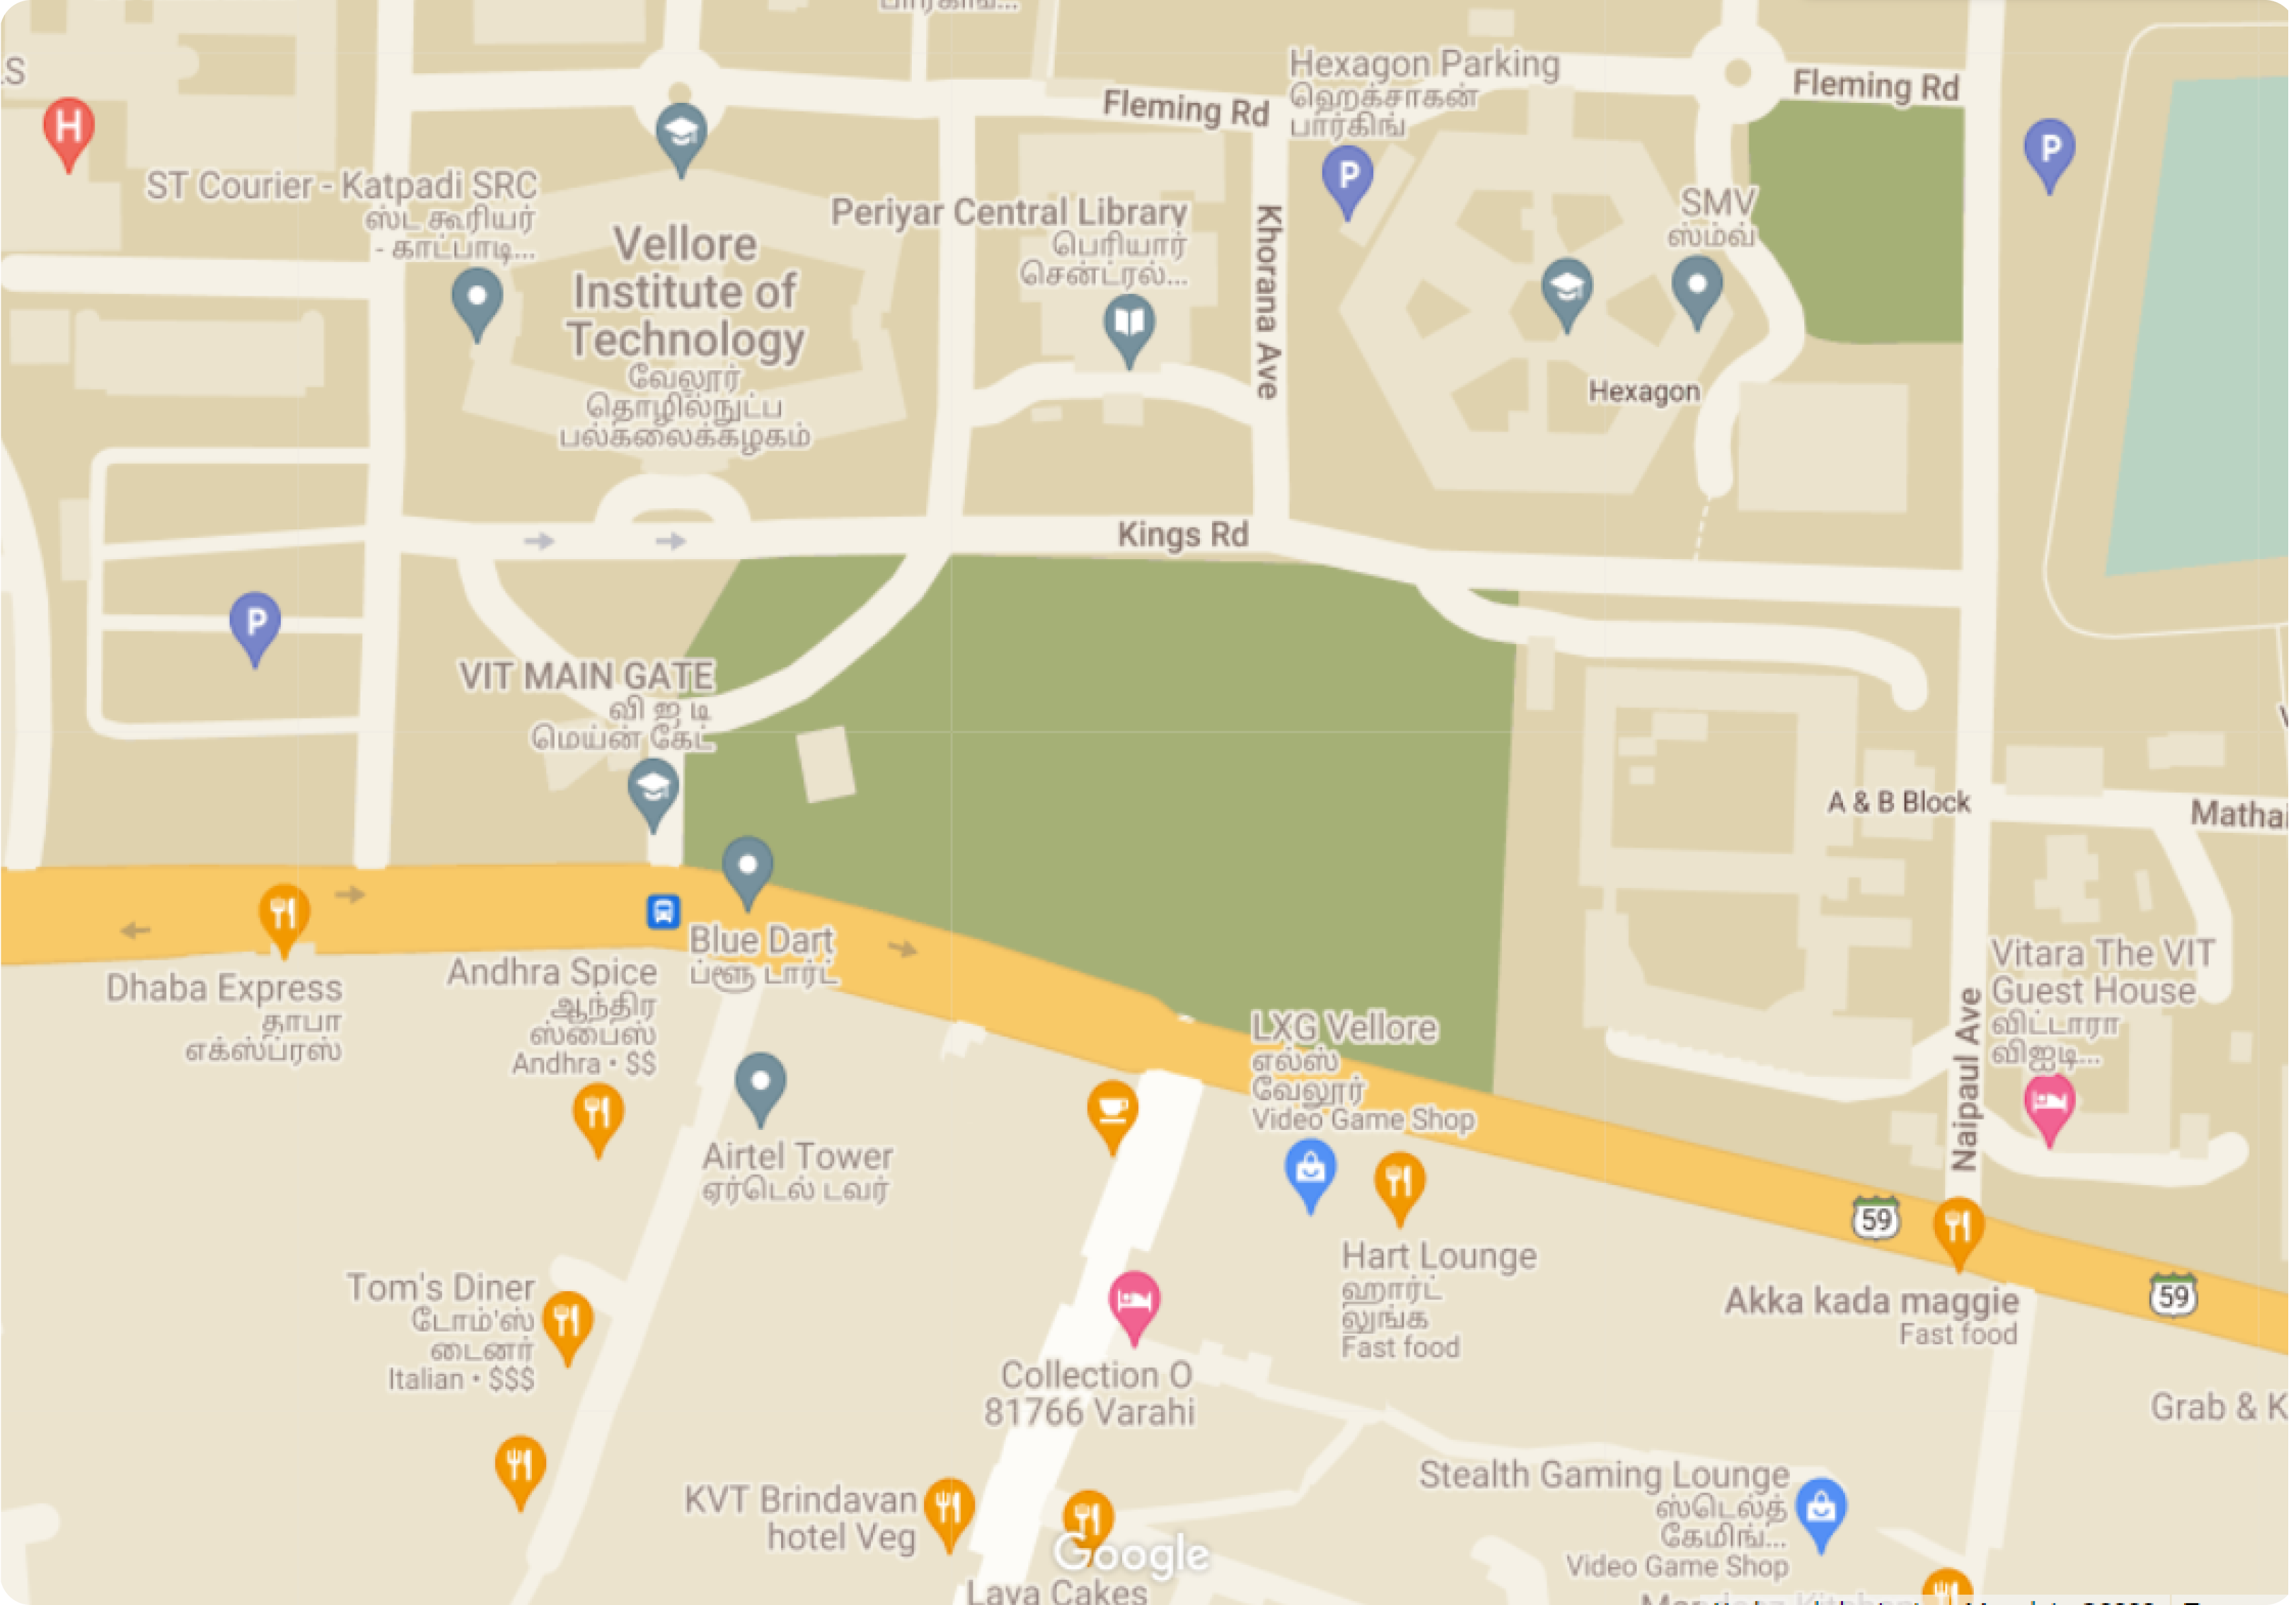 Fleming Rd
Hexagon Parking
ஹெக்சாகன்
பார்கிங்
Fleming Rd
H
P
P
ST Courier - Katpadi SRC
ஸ்ட கூரியர்
- காட்பாடி...
Vellore
Institute of
Technology
வேலூர்
தொழில்நுட்ப
பல்கலைக்கழகம்
Periyar Central Library
பெரியார்
சென்ட்ரல்...
Khorana Ave
SMV
ஸ்ம்வ்
Hexagon
Kings Rd
P
VIT MAIN GATE
வி ஐ டி
மெய்ன் கேட்
A & B Block
Blue Dart
ப்ளூ டார்ட்
Dhaba Express
தாபா
எக்ஸ்ப்ரஸ்
Andhra Spice
ஆந்திர
ஸ்பைஸ்
Andhra • $$
Vitara The VIT
Guest House
விட்டாரா
விஐடி...
Naipaul Ave
LXG Vellore
எல்ஸ்
வேலூர்
Video Game Shop
Airtel Tower
ஏர்டெல் டவர்
59
59
Hart Lounge
ஹார்ட்
லுங்க
Fast food
Akka kada maggie
Fast food
Tom's Diner
டோம்'ஸ்
டைனர்
Italian • $$$
Collection O
81766 Varahi
Grab & K
Stealth Gaming Lounge
ஸ்டெல்த்
கேமிங்...
Video Game Shop
KVT Brindavan
hotel Veg
Google
Lava Cakes